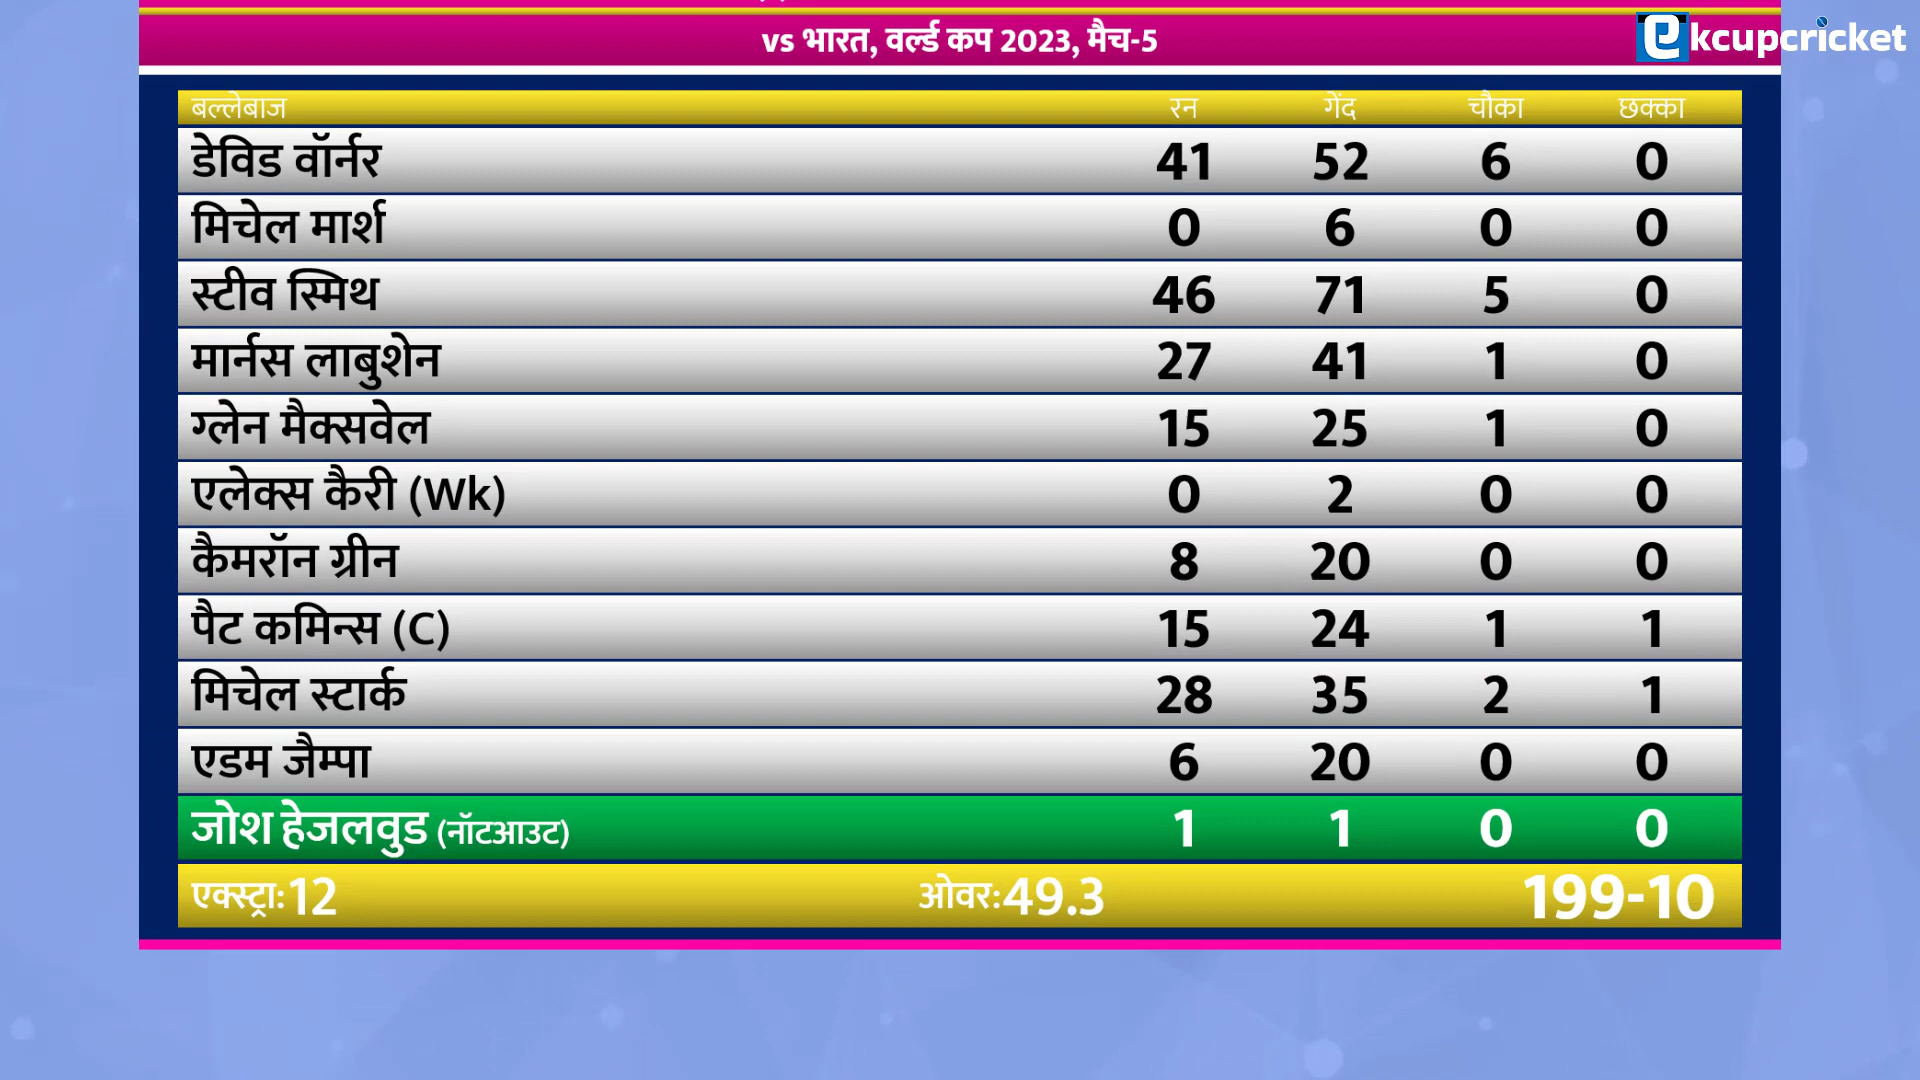 vs भारत, वर्ल्ड कप 2023, मैच-5
ekcupcricket
बल्लेबाज रन गेंद चौका छक्का
डेविड वॉर्नर 41 52 6 0
मिचेल मार्श 0 6 0 0
स्टीव स्मिथ 46 71 5 0
मार्नस लाबुशेन 27 41 1 0
ग्लेन मैक्सवेल 15 25 1 0
एलेक्स कैरी (Wk) 0 2 0 0
कैमरॉन ग्रीन 8 20 0 0
पैट कमिन्स (C) 15 24 1 1
मिचेल स्टार्क 28 35 2 1
एडम जैम्पा 6 20 0 0
जोश हेजलवुड (नॉटआउट) 1 1 0 0
एक्स्ट्रा: 12 ओवर: 49.3 199-10